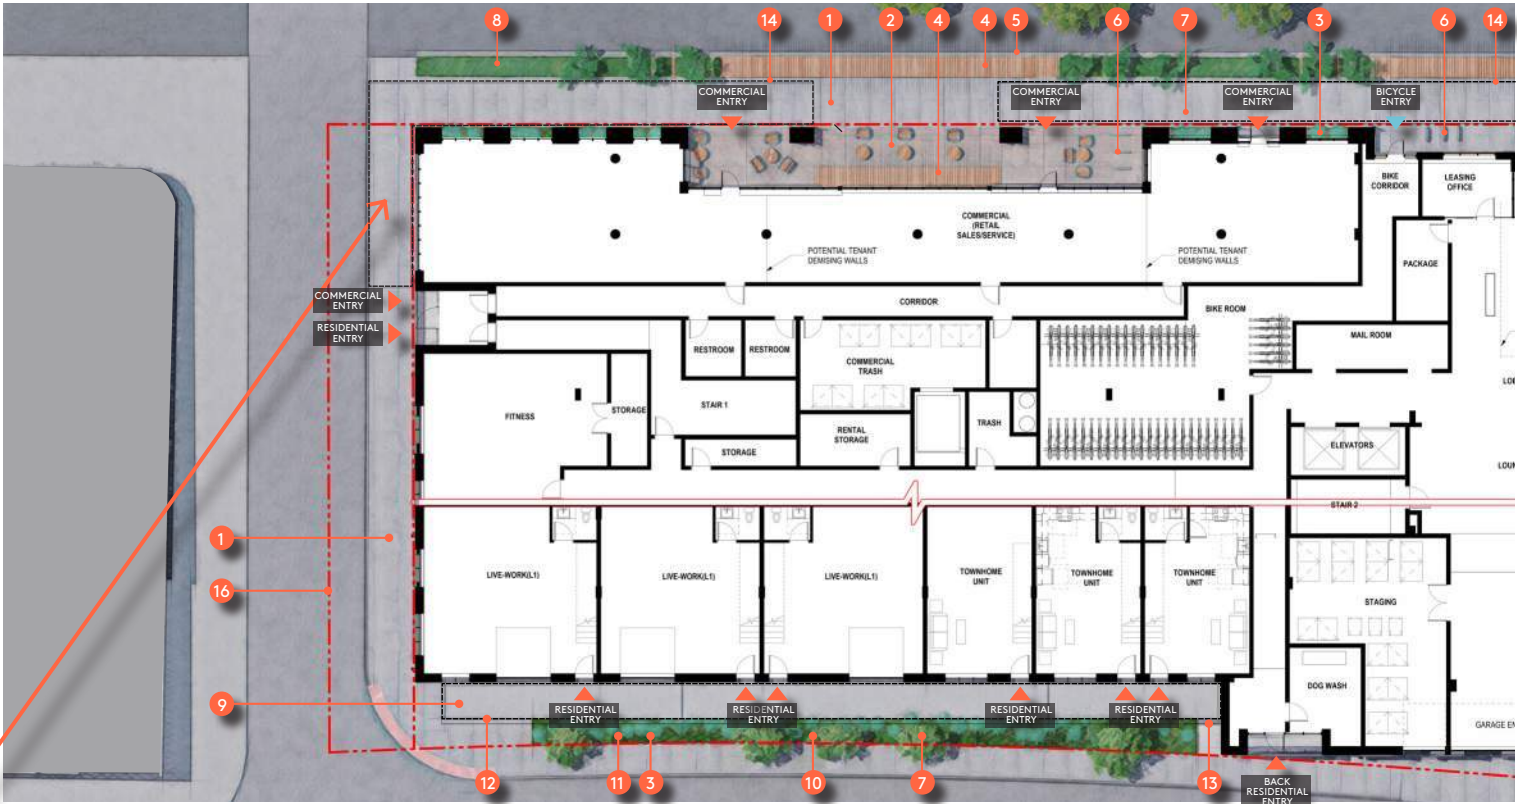 8
14
1
2
4
4
5
6
7
3
6
14
COMMERCIAL
ENTRY
COMMERCIAL
ENTRY
COMMERCIAL
ENTRY
BICYCLE
ENTRY
BIKE
CORRIDOR
LEASING
OFFICE
COMMERCIAL
(RETAIL
SALES/SERVICE)
POTENTIAL TENANT
DEMISING WALLS
POTENTIAL TENANT
DEMISING WALLS
PACKAGE
COMMERCIAL
ENTRY
RESIDENTIAL
ENTRY
CORRIDOR
BIKE ROOM
MAIL ROOM
RESTROOM
RESTROOM
COMMERCIAL
TRASH
FITNESS
STORAGE
STAIR 1
STORAGE
RENTAL
STORAGE
TRASH
ELEVATORS
STAIR 2
1
16
LIVE-WORK(L1)
LIVE-WORK(L1)
LIVE-WORK(L1)
TOWNHOME
UNIT
TOWNHOME
UNIT
TOWNHOME
UNIT
STAGING
DOG WASH
9
RESIDENTIAL
ENTRY
RESIDENTIAL
ENTRY
RESIDENTIAL
ENTRY
RESIDENTIAL
ENTRY
12
11
3
10
7
13
BACK
RESIDENTIAL
ENTRY